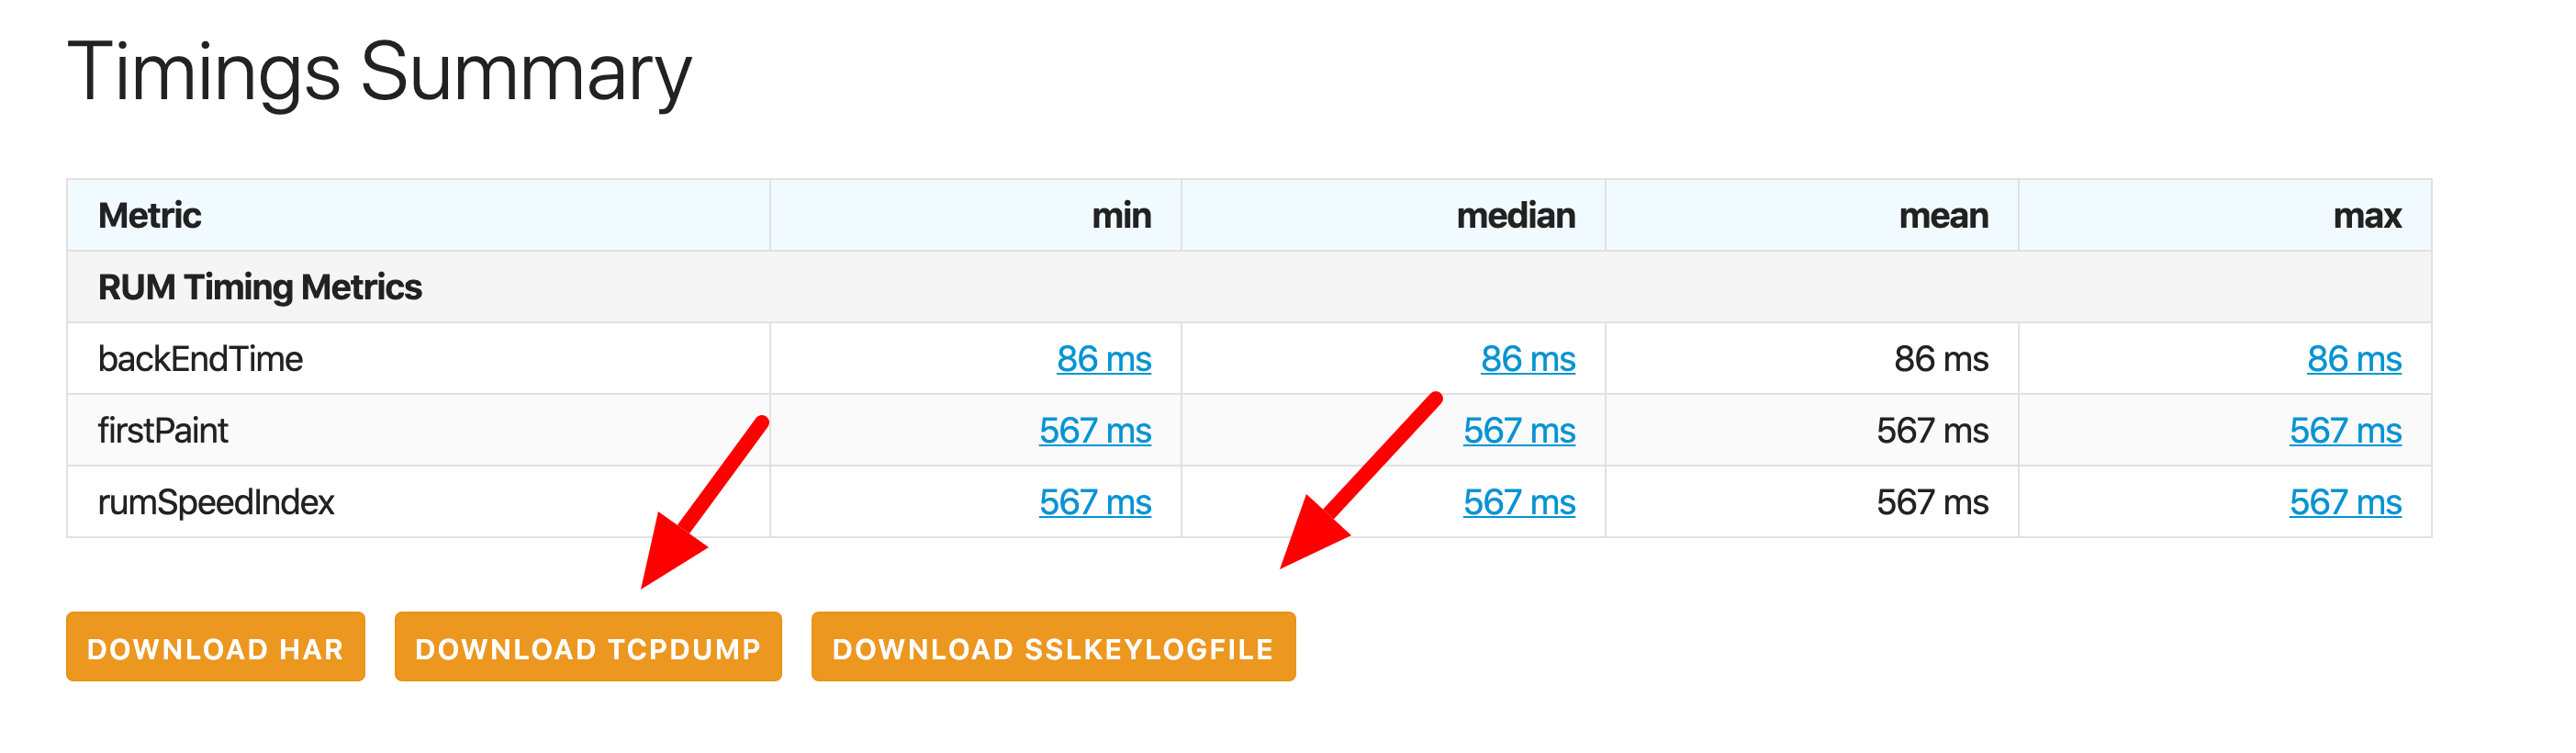 Timings Summary
Metric min median mean max
RUM Timing Metrics
backEndTime 86 ms 86 ms 86 ms 86 ms
firstPaint 567 ms 567 ms 567 ms 567 ms
rumSpeedIndex 567 ms 567 ms 567 ms 567 ms
DOWNLOAD HAR DOWNLOAD TCPDUMP DOWNLOAD SSLKEYLOGFILE